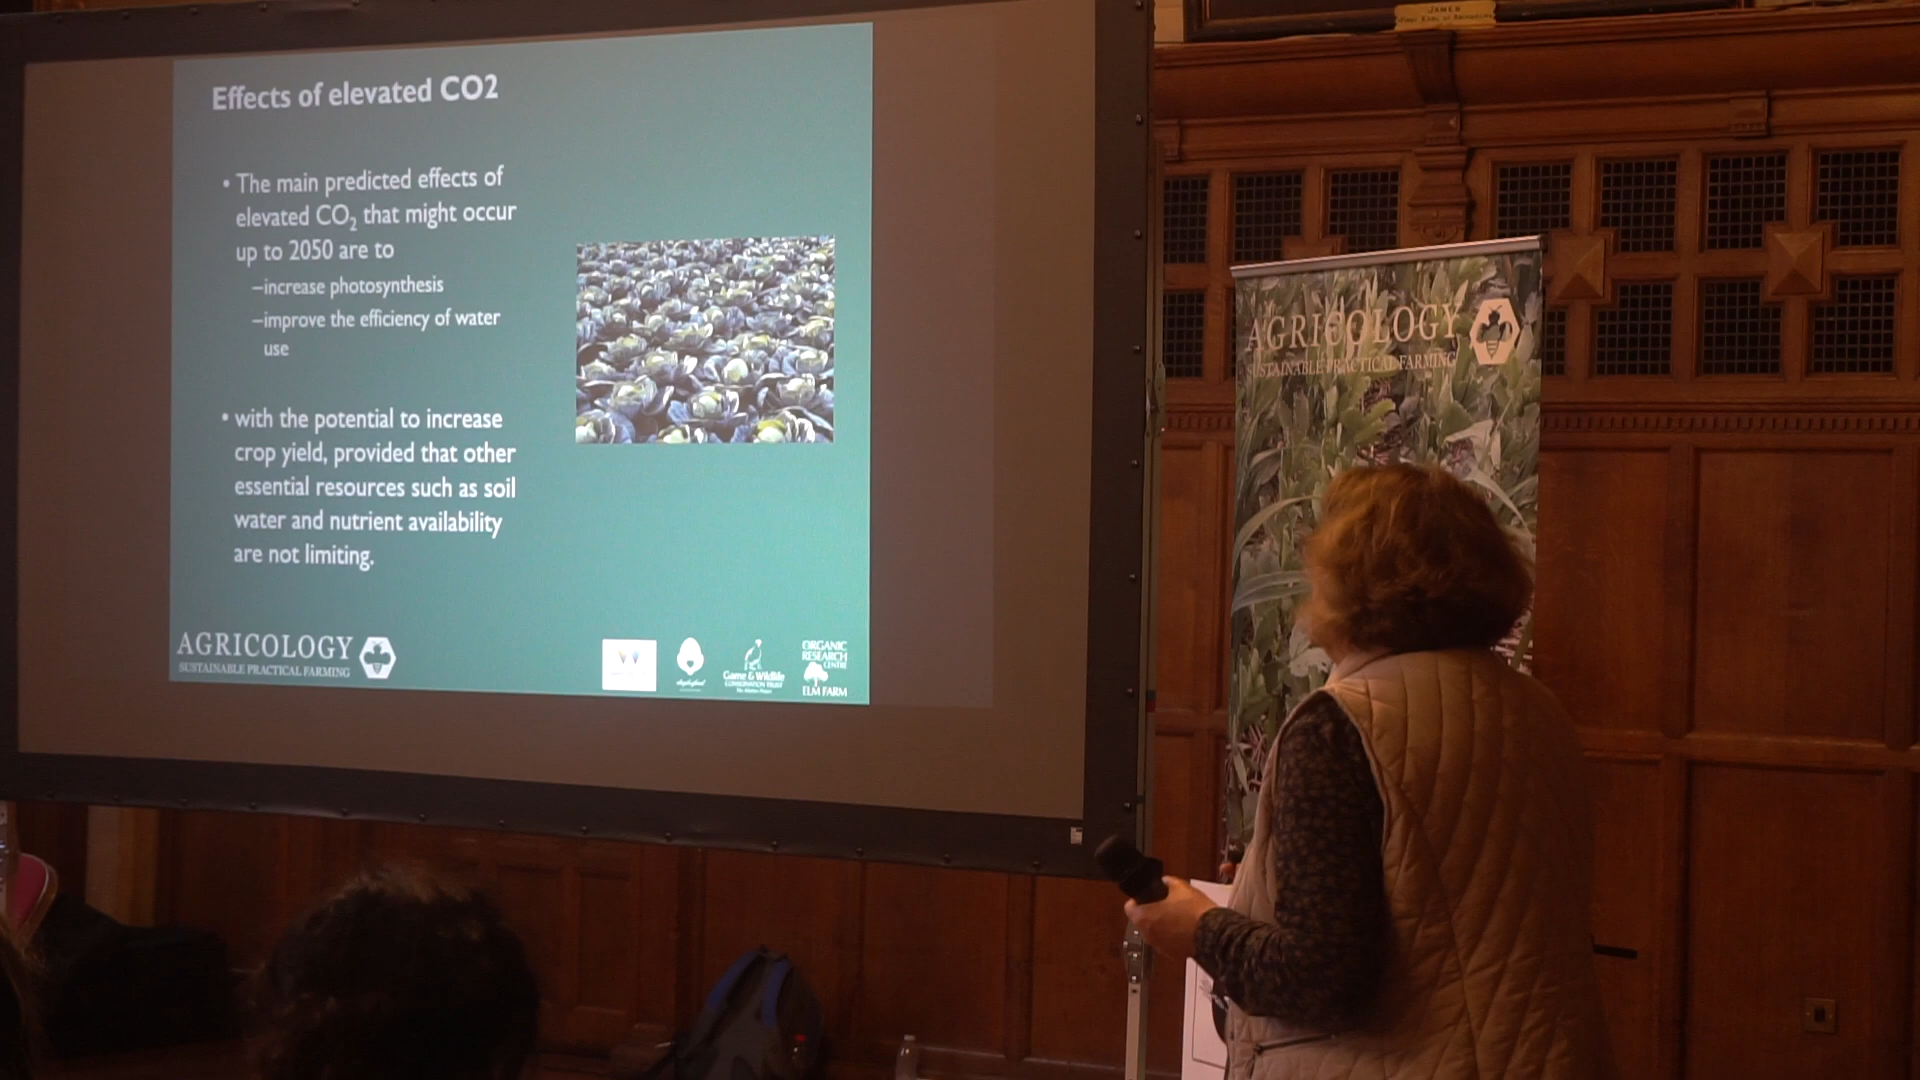 JAMES
Effects of elevated CO2
• The main predicted effects of
elevated CO₂ that might occur
up to 2050 are to
–increase photosynthesis
–improve the efficiency of water
use
• with the potential to increase
crop yield, provided that other
essential resources such as soil
water and nutrient availability
are not limiting.
AGRICOLOGY
SUSTAINABLE PRACTICAL FARMING
Game & Wildlife
CONSERVATION TRUST
ORGANIC
RESEARCH
CENTRE
ELM FARM
AGRICOLOGY
SUSTAINABLE PRACTICAL FARMING